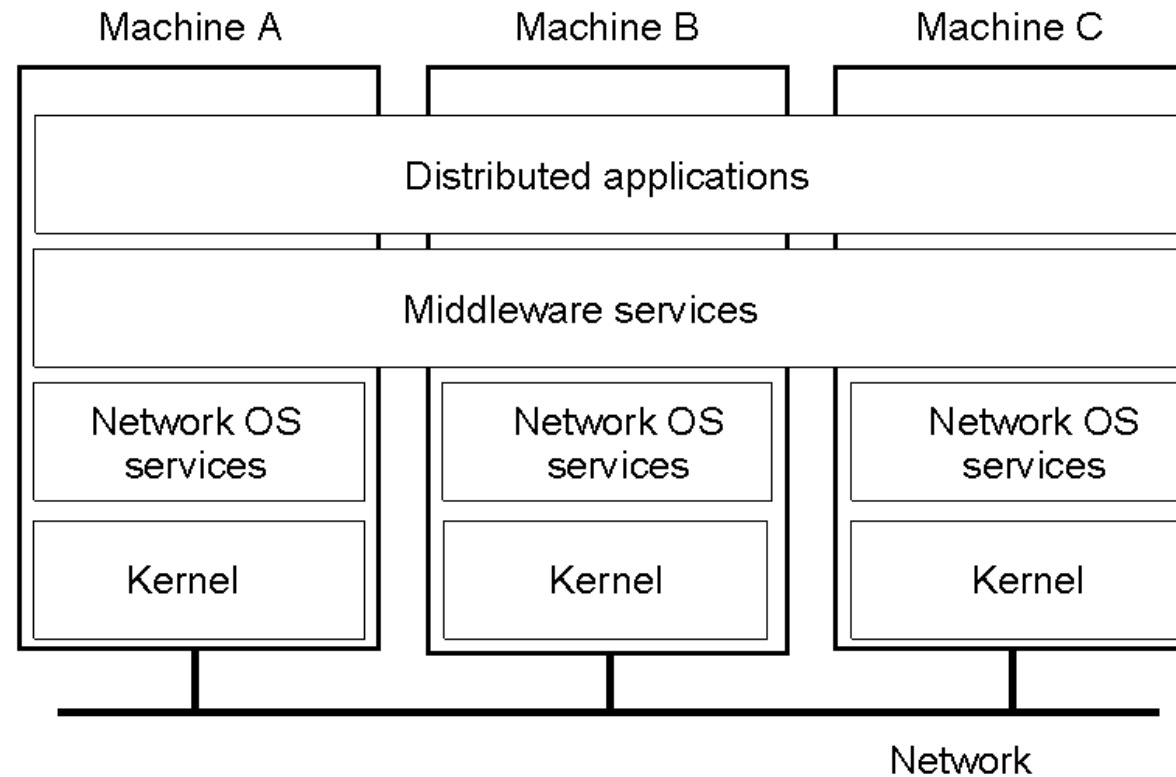 Machine A
Machine B
Machine C
Distributed applications
Middleware services
Network OS
services
Network OS
services
Network OS
services
Kernel
Kernel
Kernel
Network